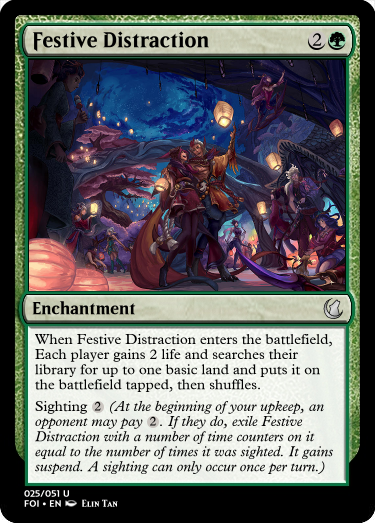 Festive Distraction 2
Enchantment
When Festive Distraction enters the battlefield,
Each player gains 2 life and searches their
library for up to one basic land and puts it on
the battlefield tapped, then shuffles.
Sighting 2 (At the beginning of your upkeep, an
opponent may pay 2. If they do, exile Festive
Distraction with a number of time counters on it
equal to the number of times it was sighted. It gains
suspend. A sighting can only occur once per turn.)
025/051 U
FOI • EN Elin Tan